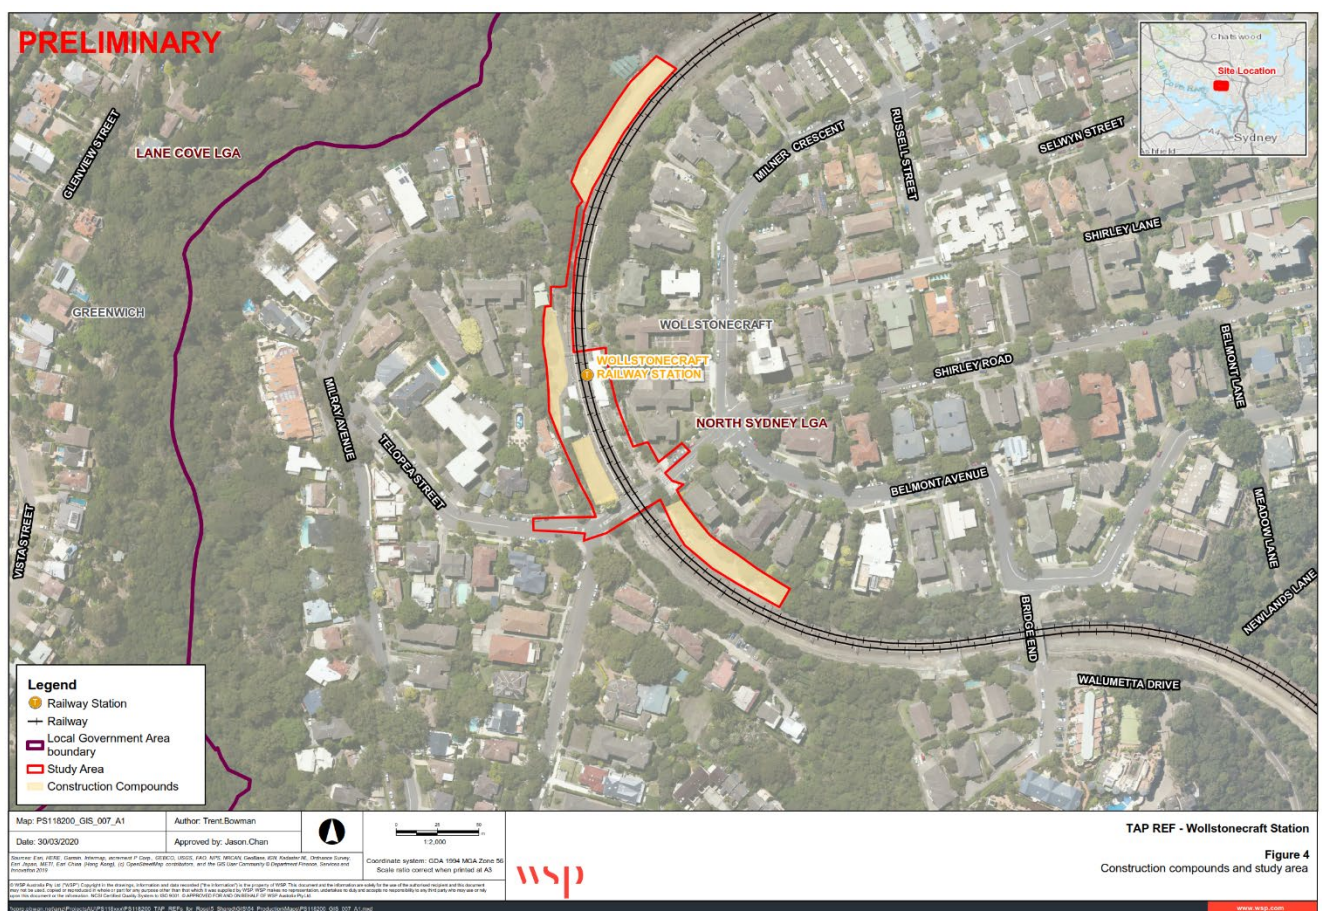 PRELIMINARY
Chatswood
Site Location
Lane Cove River
A4
Sydney
Ashfield
GLENVIEW STREET
LANE COVE LGA
RUSSELL STREET
SELWYN STREET
MILNER CRESCENT
SHIRLEY LANE
GREENWICH
WOLLSTONECRAFT
BELMONT LANE
WOLLSTONECRAFT
RAILWAY STATION
SHIRLEY ROAD
MILRAY AVENUE
NORTH SYDNEY LGA
TELOPEA STREET
BELMONT AVENUE
MEADOW LANE
VISTA STREET
NEWLANDS LANE
BRIDGE END
WALUMETTA DRIVE
Legend
Railway Station
Railway
Local Government Area
boundary
Study Area
Construction Compounds
Map: PS118200_GIS_007_A1
Author: Trent.Bowman
Date: 30/03/2020
Approved by: Jason.Chan
1:2,000
Coordinate system: GDA 1994 MGA Zone 56
Scale ratio correct when printed at A3
wsp
TAP REF - Wollstonecraft Station
Figure 4
Construction compounds and study area
www.wsp.com